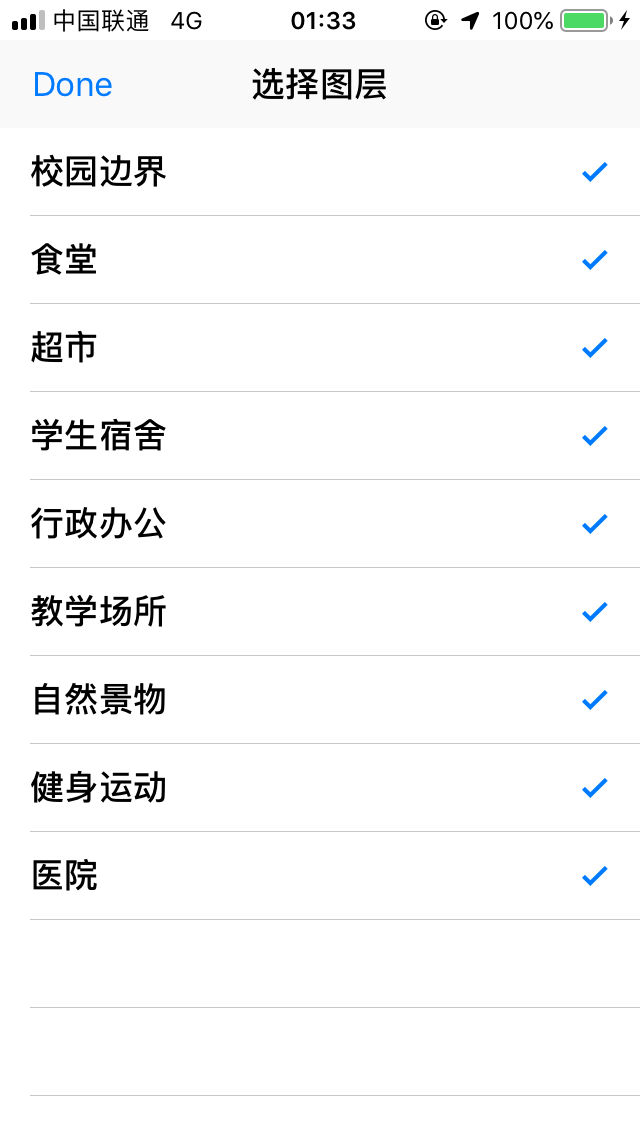 中国联通 4G 01:33 100%
Done 选择图层
校园边界
食堂
超市
学生宿舍
行政办公
教学场所
自然景物
健身运动
医院